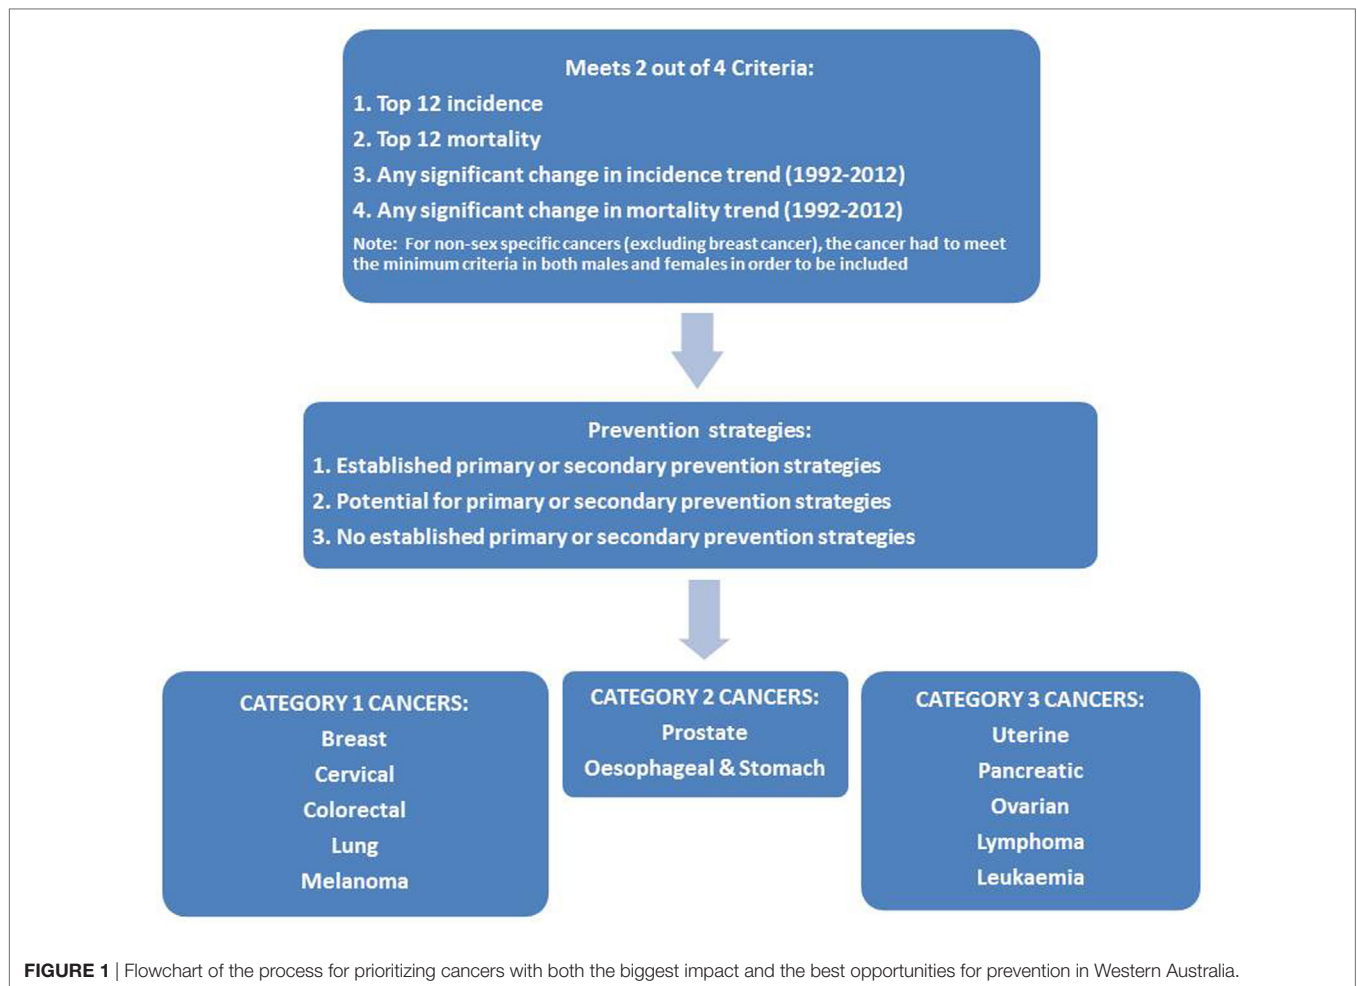 Meets 2 out of 4 Criteria:
1. Top 12 incidence
2. Top 12 mortality
3. Any significant change in incidence trend (1992-2012)
4. Any significant change in mortality trend (1992-2012)
Note: For non-sex specific cancers (excluding breast cancer), the cancer had to meet
the minimum criteria in both males and females in order to be included
Prevention strategies:
1. Established primary or secondary prevention strategies
2. Potential for primary or secondary prevention strategies
3. No established primary or secondary prevention strategies
CATEGORY 1 CANCERS:
Breast
Cervical
Colorectal
Lung
Melanoma
CATEGORY 2 CANCERS:
Prostate
Oesophageal & Stomach
CATEGORY 3 CANCERS:
Uterine
Pancreatic
Ovarian
Lymphoma
Leukaemia
FIGURE 1 | Flowchart of the process for prioritizing cancers with both the biggest impact and the best opportunities for prevention in Western Australia.